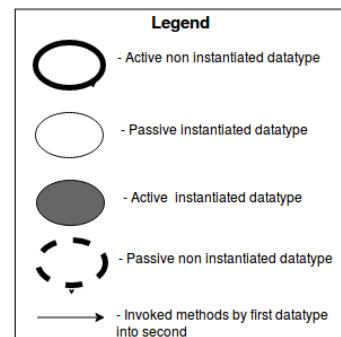 Legend
- Active non instantiated datatype
- Passive instantiated datatype
- Active instantiated datatype
- Passive non instantiated datatype
- Invoked methods by first datatype
into second